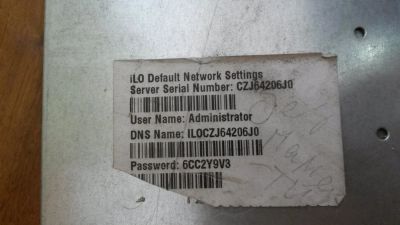 iLO Default Network Settings
Server Serial Number: CZJ64206J0
User Name: Administrator
DNS Name: ILOCZJ64206J0
Password: 6CC2Y9V3